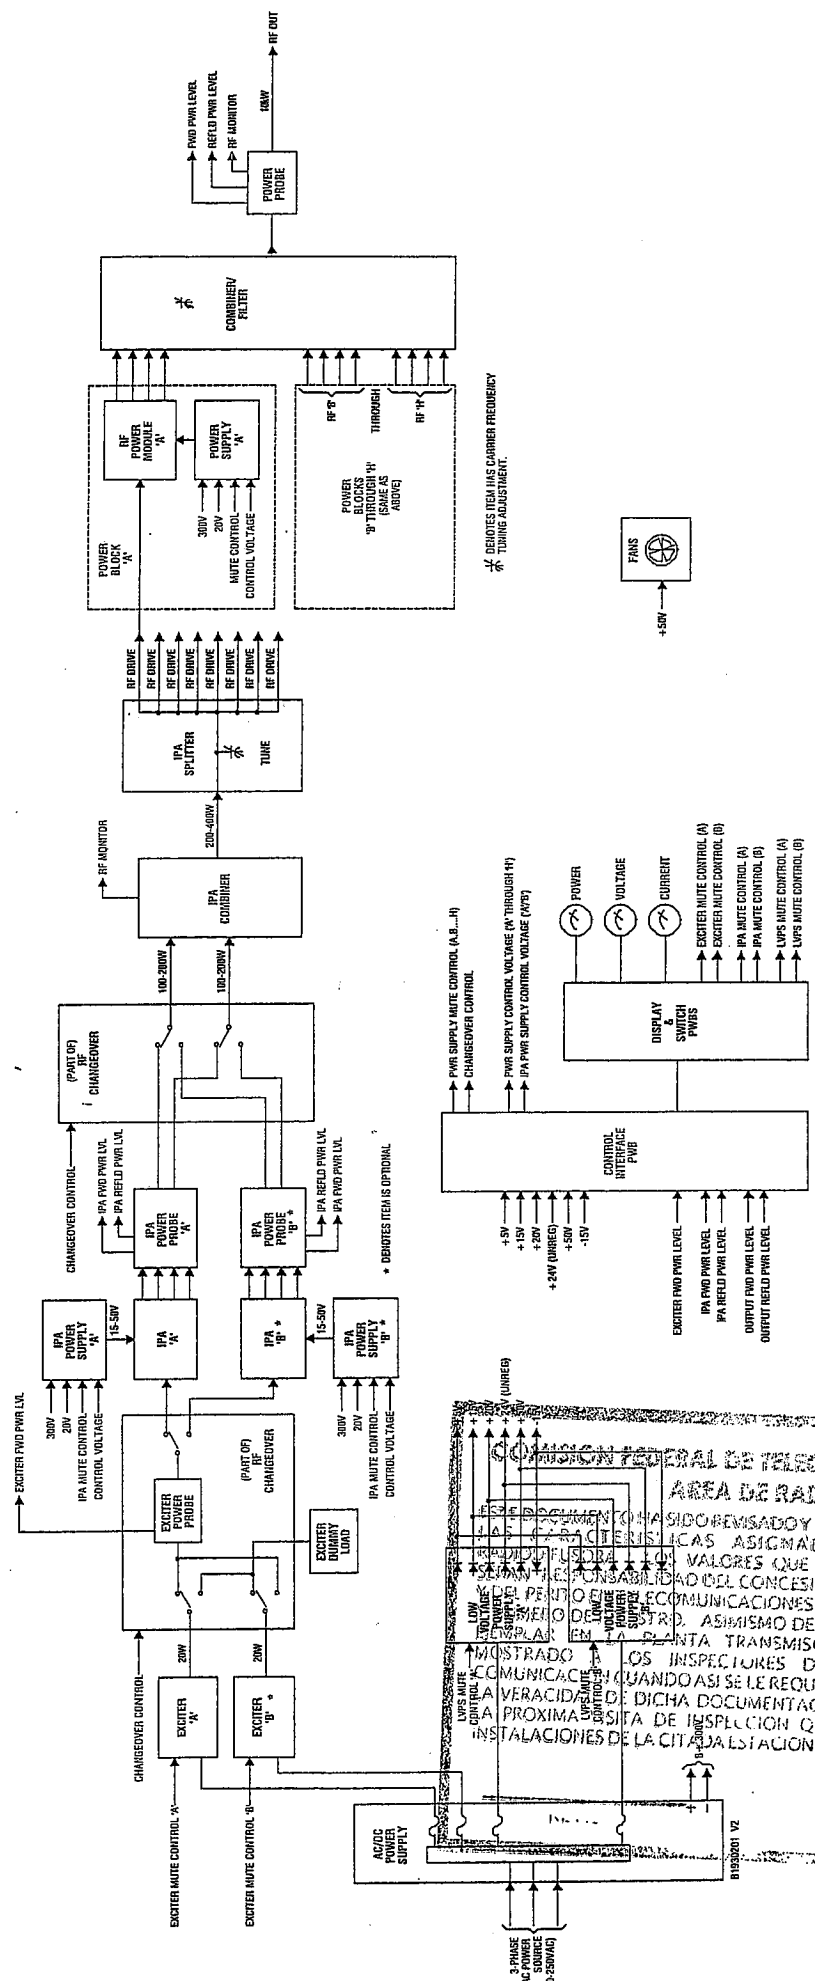 RF OUT
10KW
FWD PWR LEVEL
REFLD PWR LEVEL
RF MONITOR
POWER
PROBE
COMBINER/
FILTER
RF
POWER
MODULE
'A'
POWER
SUPPLY
'A'
300V
20V
MUTE CONTROL
CONTROL VOLTAGE
POWER
BLOCK
'A'
RF 'B'
THROUGH
RF 'H'
POWER
BLOCKS
'B' THROUGH 'H'
(SAME AS
ABOVE)
DENOTES ITEM HAS CARRIER FREQUENCY
TUNING ADJUSTMENT.
FANS
+50V
RF DRIVE
RF DRIVE
RF DRIVE
RF DRIVE
RF DRIVE
RF DRIVE
RF DRIVE
RF DRIVE
IPA
SPLITTER
TUNE
200-400W
RF MONITOR
IPA
COMBINER
100-200W
100-200W
(PART OF)
RF
CHANGEOVER
CHANGEOVER CONTROL
IPA FWD PWR LVL
IPA REFLD PWR LVL
IPA
POWER
PROBE
'A'
IPA
POWER
PROBE
'B' *
IPA REFLD PWR LVL
IPA FWD PWR LVL
* DENOTES ITEM IS OPTIONAL
IPA
POWER
SUPPLY
'A'
15-50V
IPA
'A'
IPA
'B' *
15-50V
IPA
POWER
SUPPLY
'B' *
300V
20V
IPA MUTE CONTROL
CONTROL VOLTAGE
300V
20V
IPA MUTE CONTROL
CONTROL VOLTAGE
EXCITER FWD PWR LVL
(PART OF)
RF
CHANGEOVER
EXCITER
POWER
PROBE
EXCITER
DUMMY
LOAD
CHANGEOVER CONTROL
20W
20W
EXCITER
'A'
EXCITER
'B' *
EXCITER MUTE CONTROL 'A'
EXCITER MUTE CONTROL 'B'
POWER
VOLTAGE
CURRENT
EXCITER MUTE CONTROL (A)
EXCITER MUTE CONTROL (B)
IPA MUTE CONTROL (A)
IPA MUTE CONTROL (B)
LVPS MUTE CONTROL (A)
LVPS MUTE CONTROL (B)
DISPLAY
&
SWITCH
PWBS
PWR SUPPLY MUTE CONTROL (A,B....H)
CHANGEOVER CONTROL
PWR SUPPLY CONTROL VOLTAGE ('A' THROUGH 'H')
IPA PWR SUPPLY CONTROL VOLTAGE ('A'/'B')
CONTROL
INTERFACE
PWB
+5V
+15V
+20V
+24V (UNREG)
+50V
-15V
EXCITER FWD PWR LEVEL
IPA FWD PWR LEVEL
IPA REFLD PWR LEVEL
OUTPUT FWD PWR LEVEL
OUTPUT REFLD PWR LEVEL
+15V
+20V
+24V (UNREG)
-15V
LOW
VOLTAGE
POWER
SUPPLY
LOW
VOLTAGE
POWER
SUPPLY
LVPS MUTE
CONTROL 'A'
LVPS MUTE
CONTROL 'B'
AC/DC
POWER
SUPPLY
3-PHASE
AC POWER
SOURCE
B1930201 V2
COMISION FEDERAL DE
AREA DE
ESTE DOCUMENTO HA SIDO REVISADO Y
LAS CARACTERISTICAS
LOS VALORES QUE
RESPONSABILIDAD DEL
Y DEL PERITO EN TELECOMUNICACIONES
ASIMISMO
EN LA PLANTA
MOSTRADO A LOS INSPECTORES
CUANDO ASI SE LE
LA VERACIDAD DE DICHA
LA PROXIMA VISITA DE INSPECCION
INSTALACIONES DE LA CITADA ESTACION